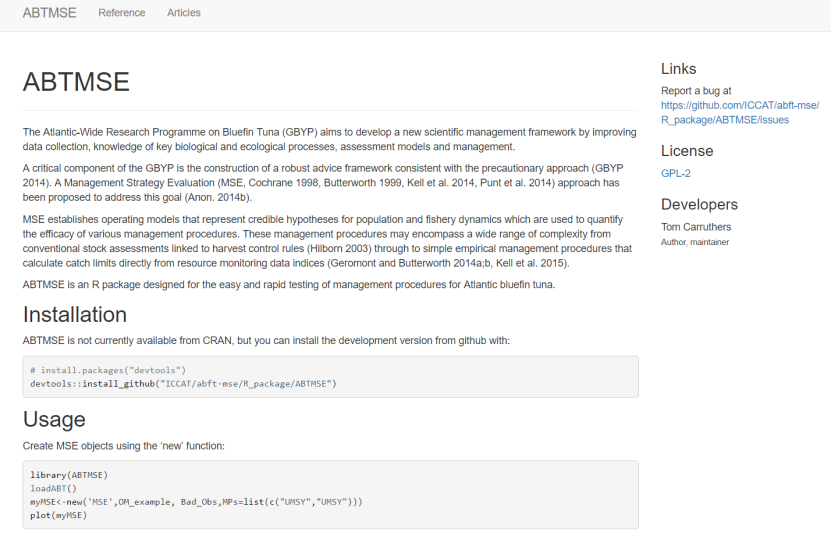 ABTMSE Reference Articles
ABTMSE
The Atlantic-Wide Research Programme on Bluefin Tuna (GBYP) aims to develop a new scientific management framework by improving
data collection, knowledge of key biological and ecological processes, assessment models and management.
A critical component of the GBYP is the construction of a robust advice framework consistent with the precautionary approach (GBYP
2014). A Management Strategy Evaluation (MSE, Cochrane 1998, Butterworth 1999, Kell et al. 2014, Punt et al. 2014) approach has
been proposed to address this goal (Anon. 2014b).
MSE establishes operating models that represent credible hypotheses for population and fishery dynamics which are used to quantify
the efficacy of various management procedures. These management procedures may encompass a wide range of complexity from
conventional stock assessments linked to harvest control rules (Hilborn 2003) through to simple empirical management procedures that
calculate catch limits directly from resource monitoring data indices (Geromont and Butterworth 2014a;b, Kell et al. 2015).
ABTMSE is an R package designed for the easy and rapid testing of management procedures for Atlantic bluefin tuna.
Installation
ABTMSE is not currently available from CRAN, but you can install the development version from github with:
# install.packages("devtools")
devtools::install_github("ICCAT/abft-mse/R_package/ABTMSE")
Usage
Create MSE objects using the ‘new’ function:
library(ABTMSE)
loadABT()
myMSE<-new('MSE',OM_example, Bad_Obs,MPs=list(c("UMSY","UMSY")))
plot(myMSE)
Links
Report a bug at
https://github.com/ICCAT/abft-mse/
R_package/ABTMSE/issues
License
GPL-2
Developers
Tom Carruthers
Author, maintainer